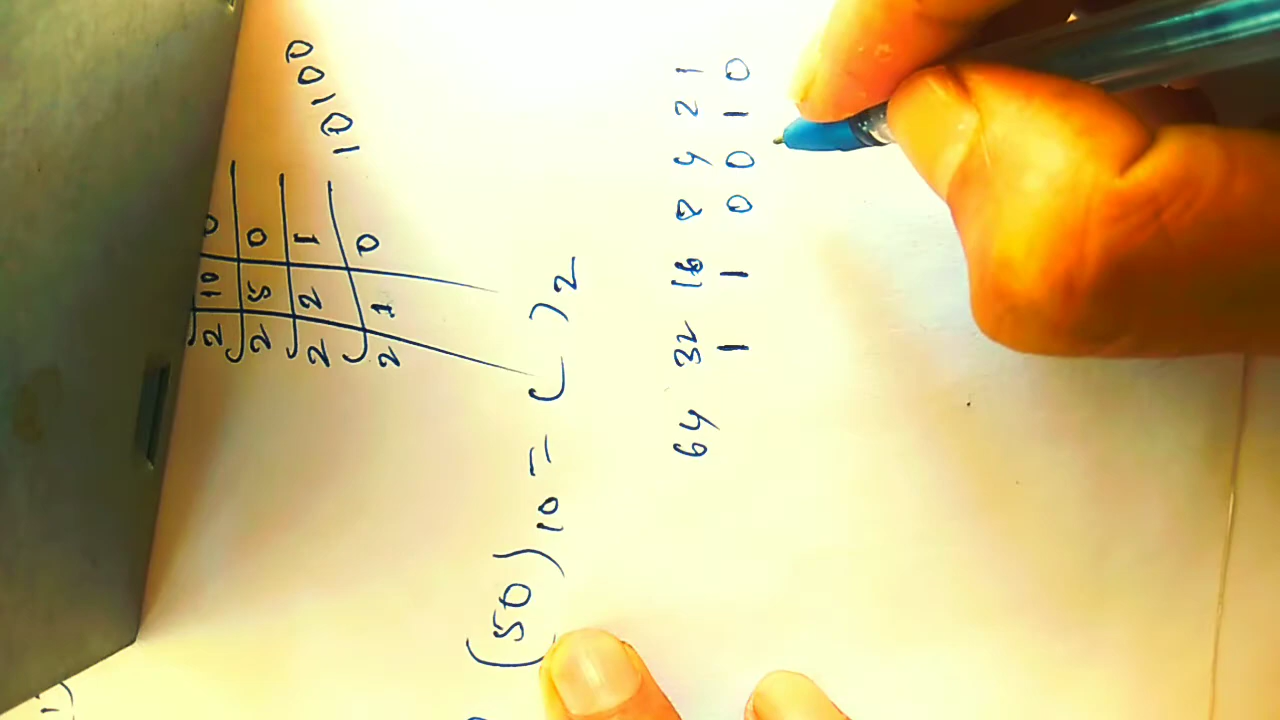 2 10 0
2 5 0
2 2 1
2 1 0
10100
(50)10 = ( )2
64 32 16 8 4 2 1
1 1 0 0 1 0